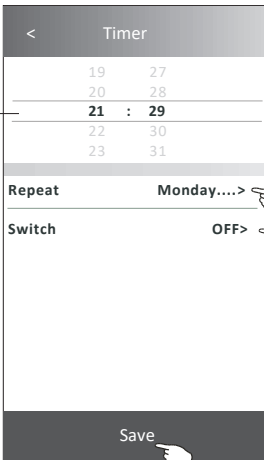 < Timer
19 27
20 28
21 : 29
22 30
23 31
Repeat Monday....>
Switch OFF>
Save